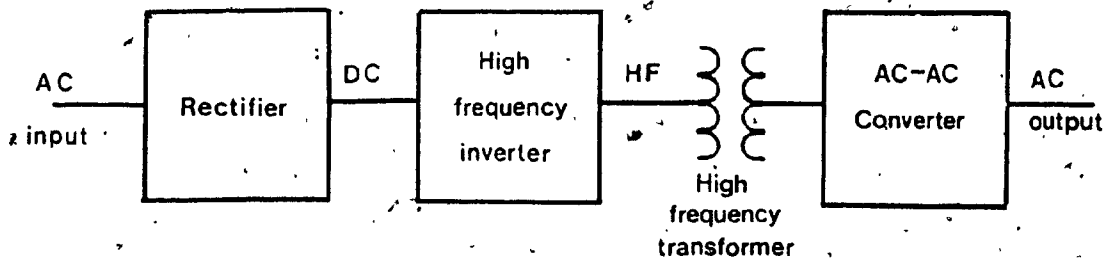 AC
input
Rectifier
DC
High
frequency
inverter
HF
High
frequency
transformer
AC-AC
Converter
AC
output